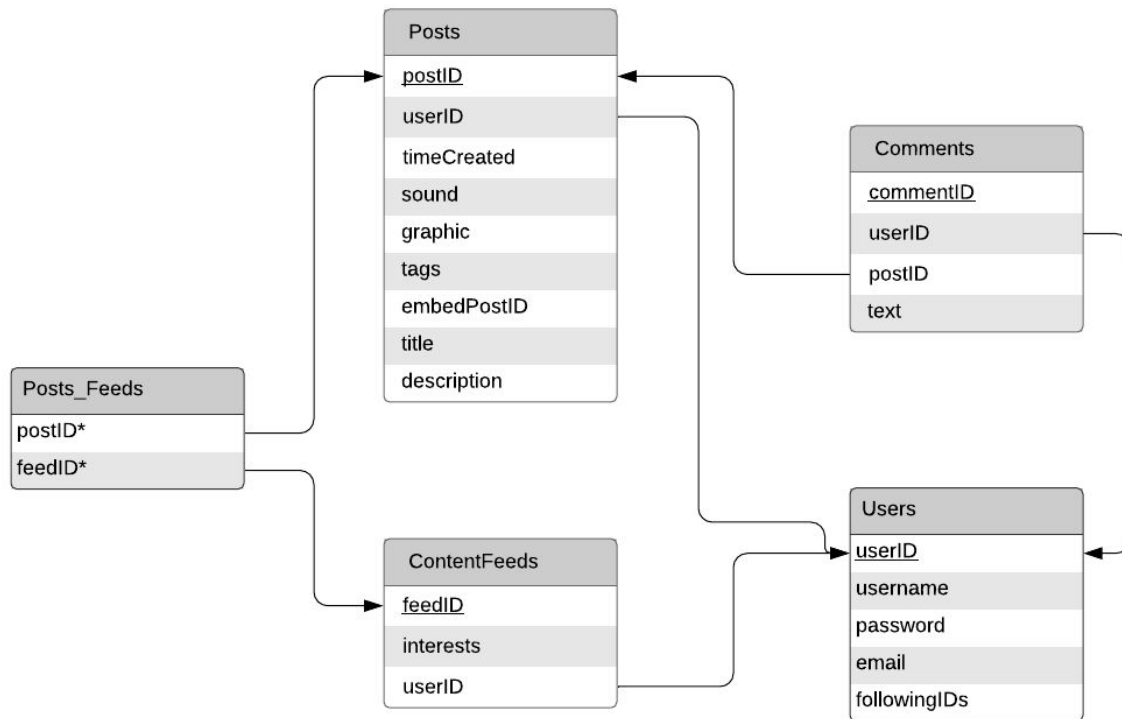 Posts
postID
userID
timeCreated
sound
graphic
tags
embedPostID
title
description
Comments
commentID
userID
postID
text
Posts_Feeds
postID*
feedID*
ContentFeeds
feedID
interests
userID
Users
userID
username
password
email
followingIDs